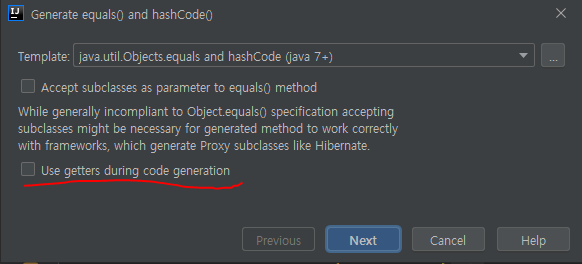 IJ Generate equals() and hashCode()
Template: java.util.Objects.equals and hashCode (java 7+) ...
Accept subclasses as parameter to equals() method
While generally incompliant to Object.equals() specification accepting
subclasses might be necessary for generated method to work correctly
with frameworks, which generate Proxy subclasses like Hibernate.
Use getters during code generation
Previous Next Cancel Help